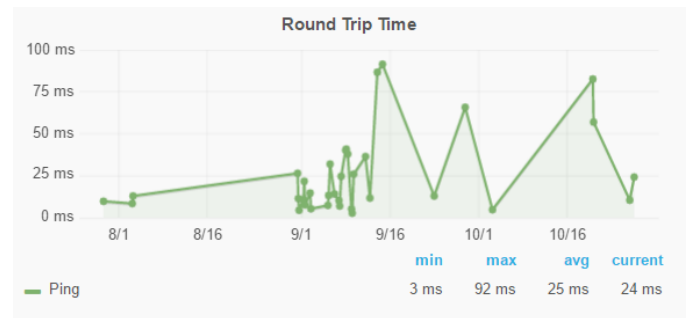 Round Trip Time
100 ms
75 ms
50 ms
25 ms
0 ms
8/1 8/16 9/1 9/16 10/1 10/16
min max avg current
Ping 3 ms 92 ms 25 ms 24 ms